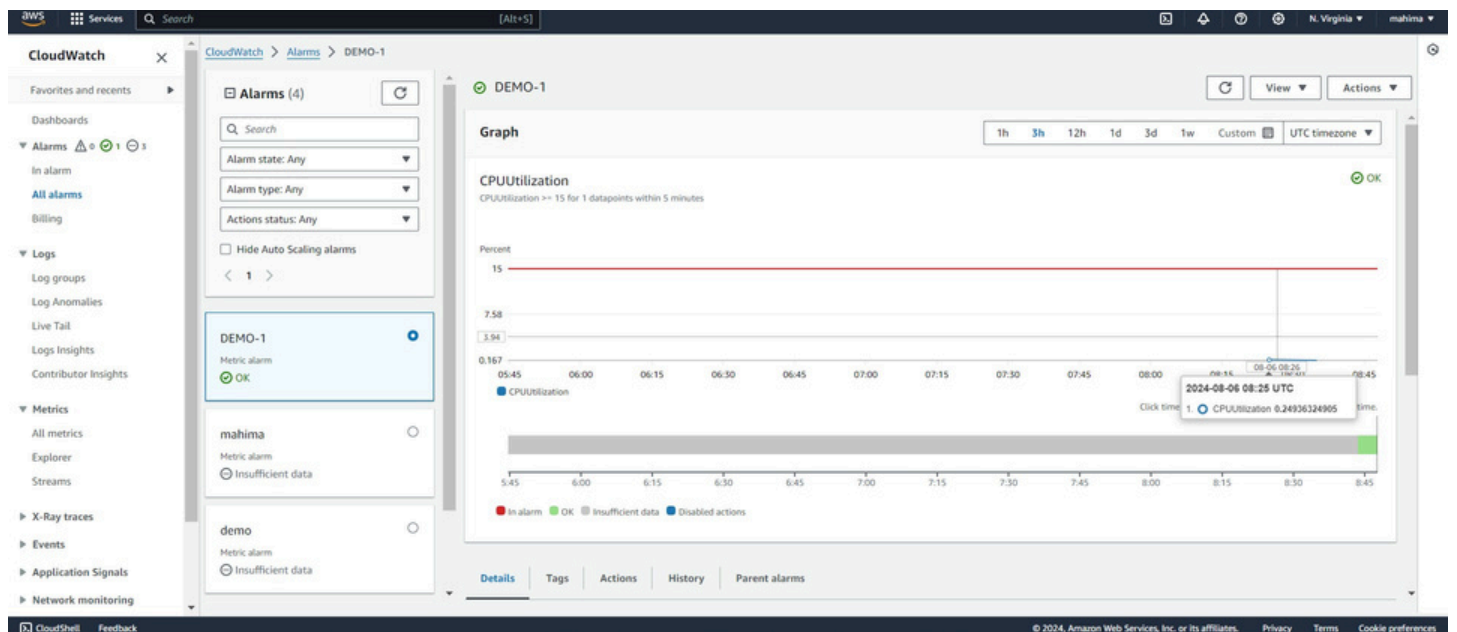 aws Services Search [Alt+S] N. Virginia ▼ mahima ▼
CloudWatch
Favorites and recents
Dashboards
Alarms 0 1 3
In alarm
All alarms
Billing
Logs
Log groups
Log Anomalies
Live Tail
Logs Insights
Contributor Insights
Metrics
All metrics
Explorer
Streams
X-Ray traces
Events
Application Signals
Network monitoring
CloudWatch > Alarms > DEMO-1
Alarms (4)
Search
Alarm state: Any
Alarm type: Any
Actions status: Any
Hide Auto Scaling alarms
< 1 >
DEMO-1
Metric alarm
OK
mahima
Metric alarm
Insufficient data
demo
Metric alarm
Insufficient data
DEMO-1
View ▼ Actions ▼
Graph
1h 3h 12h 1d 3d 1w Custom UTC timezone ▼
CPUUtilization
OK
CPUUtilization >= 15 for 1 datapoints within 5 minutes
Percent
15
7.58
3.94
0.167
05:45 06:00 06:15 06:30 06:45 07:00 07:15 07:30 07:45 08:00 08:15 08:45
08-06 08:26
CPUUtilization
2024-08-06 08:25 UTC
1. CPUUtilization 0.24936324905
Click time time.
5:45 6:00 6:15 6:30 6:45 7:00 7:15 7:30 7:45 8:00 8:15 8:30 8:45
In alarm OK Insufficient data Disabled actions
Details Tags Actions History Parent alarms
CloudShell Feedback © 2024, Amazon Web Services, Inc. or its affiliates. Privacy Terms Cookie preferences